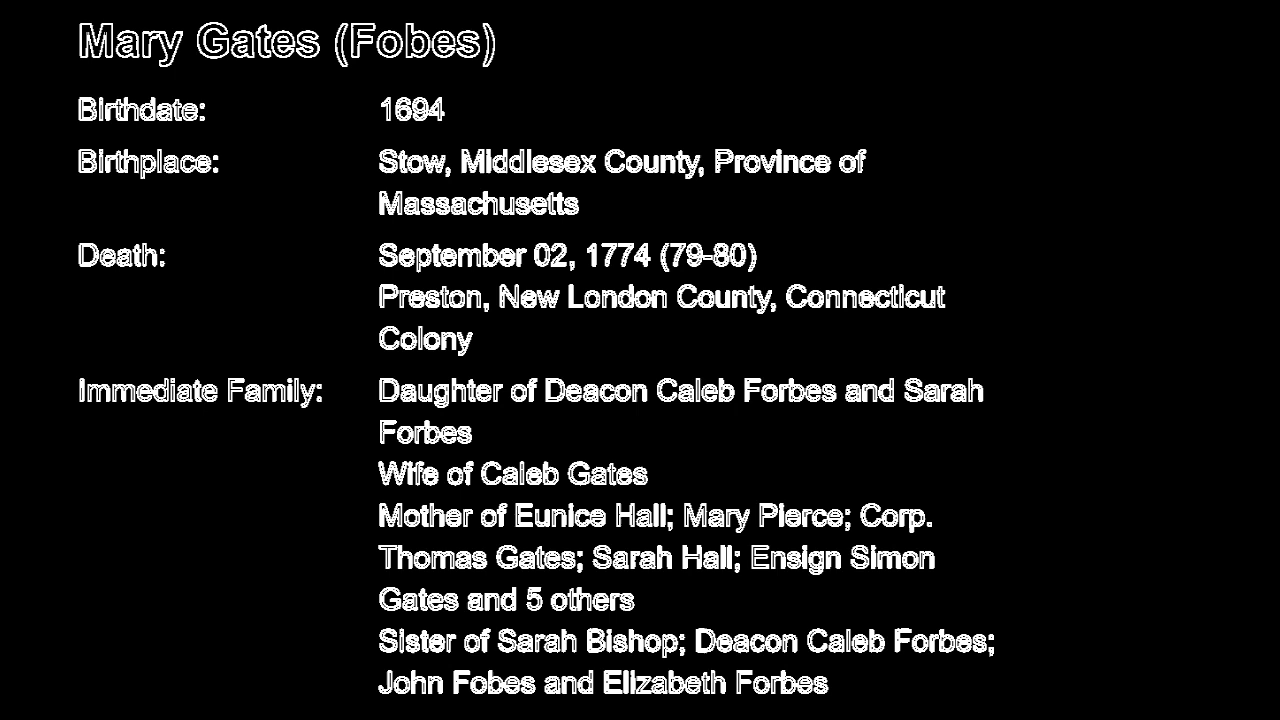 Mary Gates (Fobes)
Birthdate: 1694
Birthplace: Stow, Middlesex County, Province of
Massachusetts
Death: September 02, 1774 (79-80)
Preston, New London County, Connecticut
Colony
Immediate Family: Daughter of Deacon Caleb Forbes and Sarah
Forbes
Wife of Caleb Gates
Mother of Eunice Hall; Mary Pierce; Corp.
Thomas Gates; Sarah Hall; Ensign Simon
Gates and 5 others
Sister of Sarah Bishop; Deacon Caleb Forbes;
John Fobes and Elizabeth Forbes